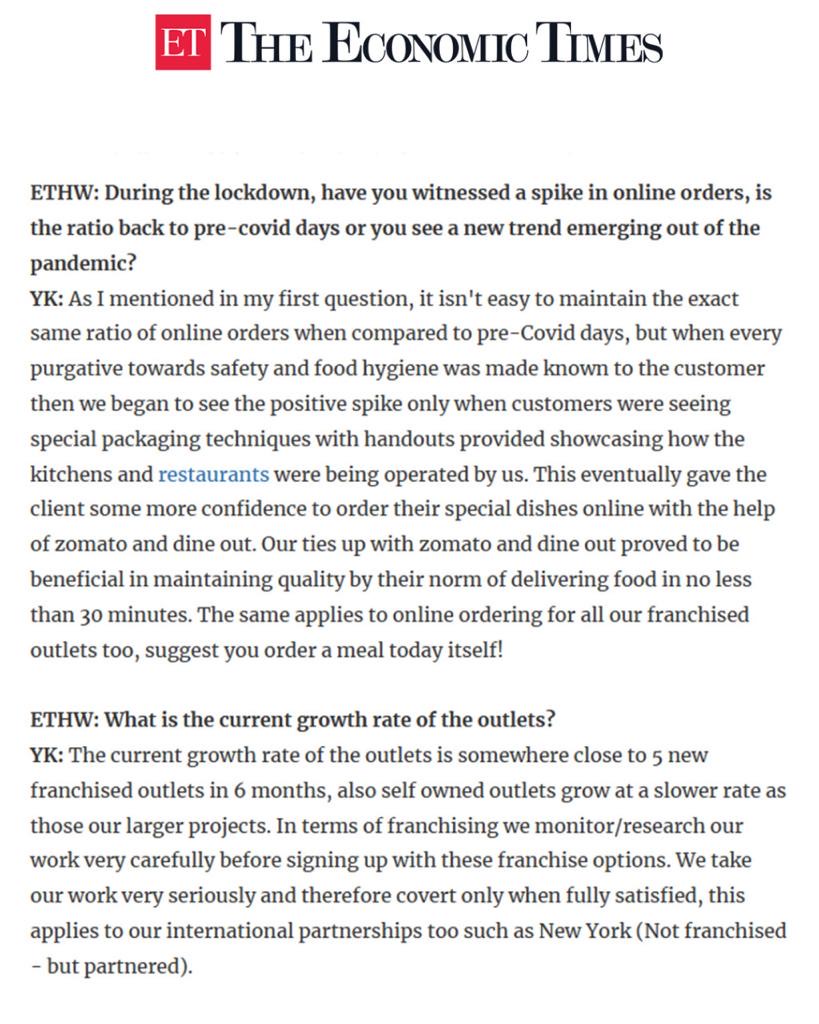 ET THE ECONOMIC TIMES
ETHW: During the lockdown, have you witnessed a spike in online orders, is
the ratio back to pre-covid days or you see a new trend emerging out of the
pandemic?
YK: As I mentioned in my first question, it isn't easy to maintain the exact
same ratio of online orders when compared to pre-Covid days, but when every
purgative towards safety and food hygiene was made known to the customer
then we began to see the positive spike only when customers were seeing
special packaging techniques with handouts provided showcasing how the
kitchens and restaurants were being operated by us. This eventually gave the
client some more confidence to order their special dishes online with the help
of zomato and dine out. Our ties up with zomato and dine out proved to be
beneficial in maintaining quality by their norm of delivering food in no less
than 30 minutes. The same applies to online ordering for all our franchised
outlets too, suggest you order a meal today itself!
ETHW: What is the current growth rate of the outlets?
YK: The current growth rate of the outlets is somewhere close to 5 new
franchised outlets in 6 months, also self owned outlets grow at a slower rate as
those our larger projects. In terms of franchising we monitor/research our
work very carefully before signing up with these franchise options. We take
our work very seriously and therefore covert only when fully satisfied, this
applies to our international partnerships too such as New York (Not franchised
- but partnered).